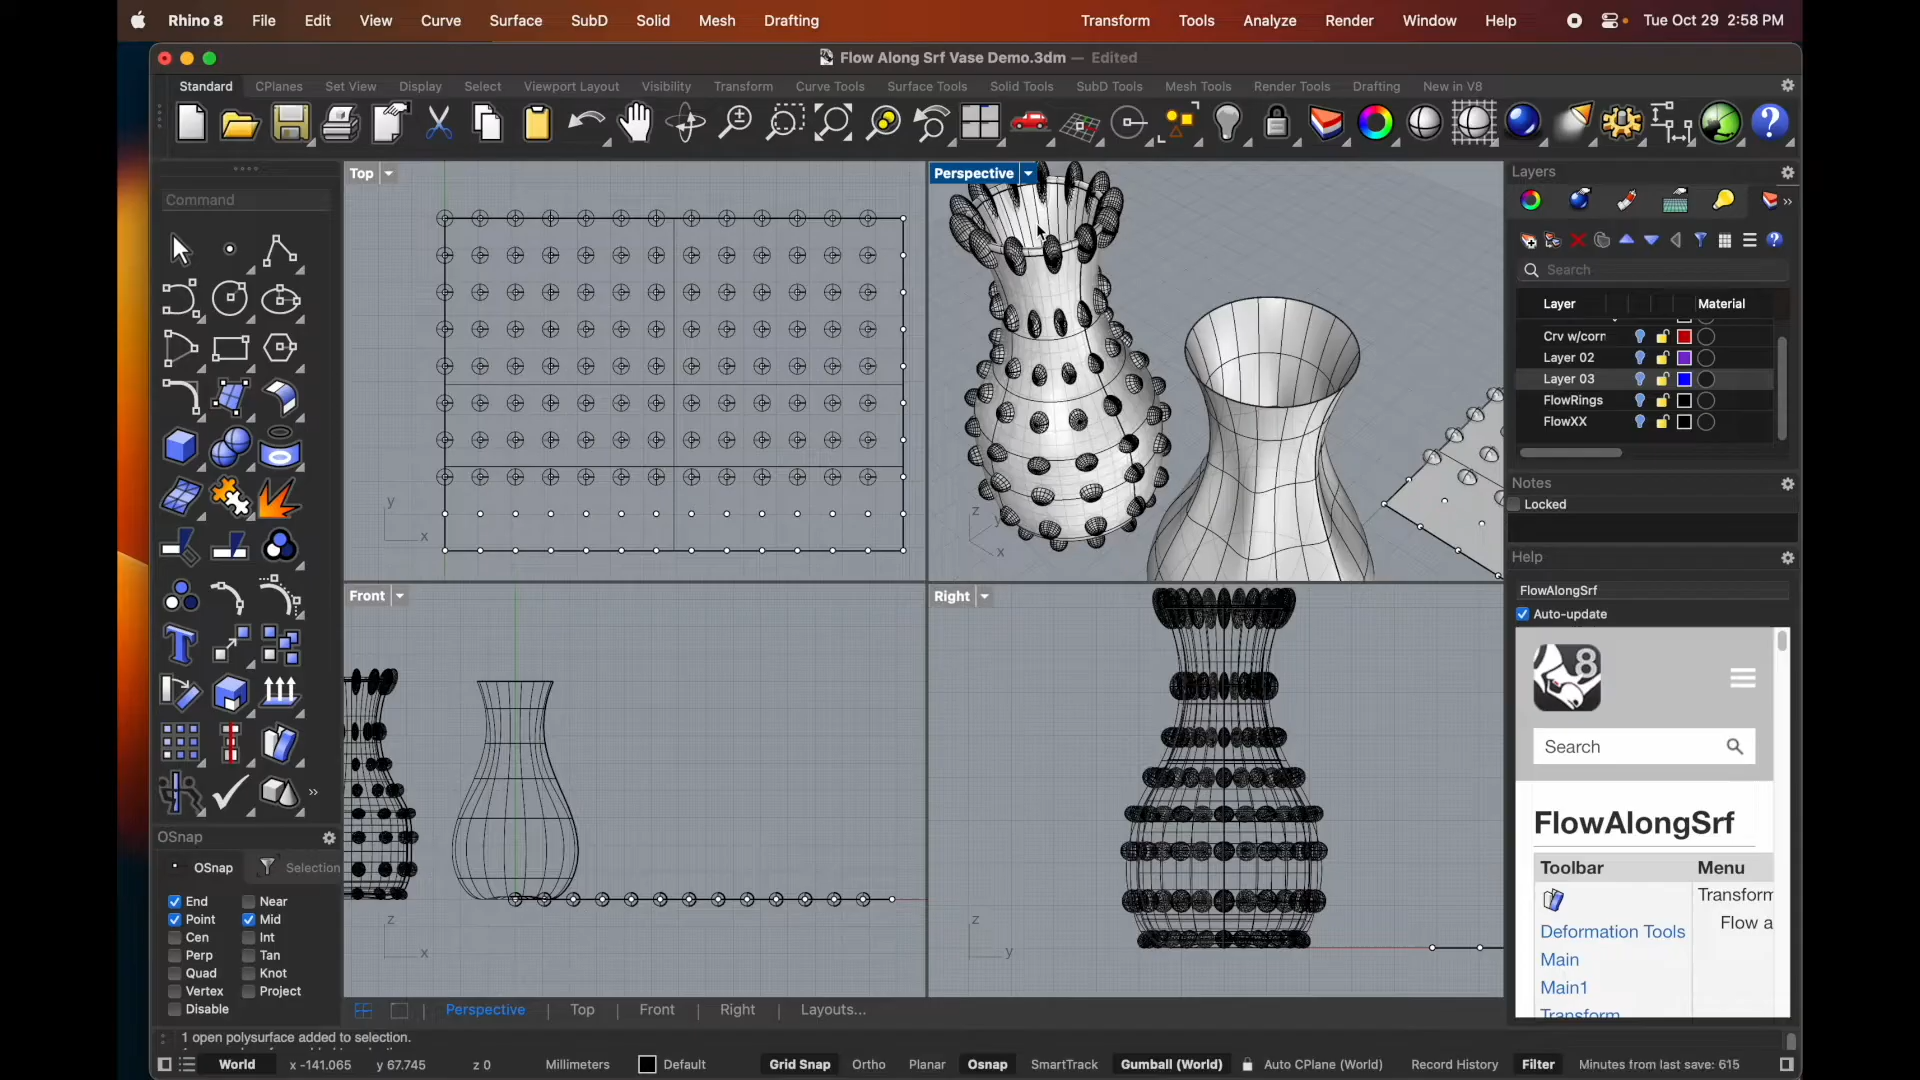 Rhino 8 File Edit View Curve Surface SubD Solid Mesh Drafting Transform Tools Analyze Render Window Help Tue Oct 29 2:58 PM
Flow Along Srf Vase Demo.3dm — Edited
Standard CPlanes Set View Display Select Viewport Layout Visibility Transform Curve Tools Surface Tools Solid Tools SubD Tools Mesh Tools Render Tools Drafting New in V8
Command
Top
y
x
Perspective
z
x
Front
z
x
Right
z
y
Layers
Search
Layer Material
Crv w/corn
Layer 02
Layer 03
FlowRings
FlowXX
Notes
Locked
Help
FlowAlongSrf
Auto-update
8
Search
FlowAlongSrf
Toolbar Menu
Transform
Flow a
Deformation Tools
Main
Main1
Transform
OSnap
OSnap Selection
End Near
Point Mid
Cen Int
Perp Tan
Quad Knot
Vertex Project
Disable
Perspective Top Front Right Layouts...
1 open polysurface added to selection.
World x -141.065 y 67.745 z 0 Millimeters Default Grid Snap Ortho Planar Osnap SmartTrack Gumball (World) Auto CPlane (World) Record History Filter Minutes from last save: 615